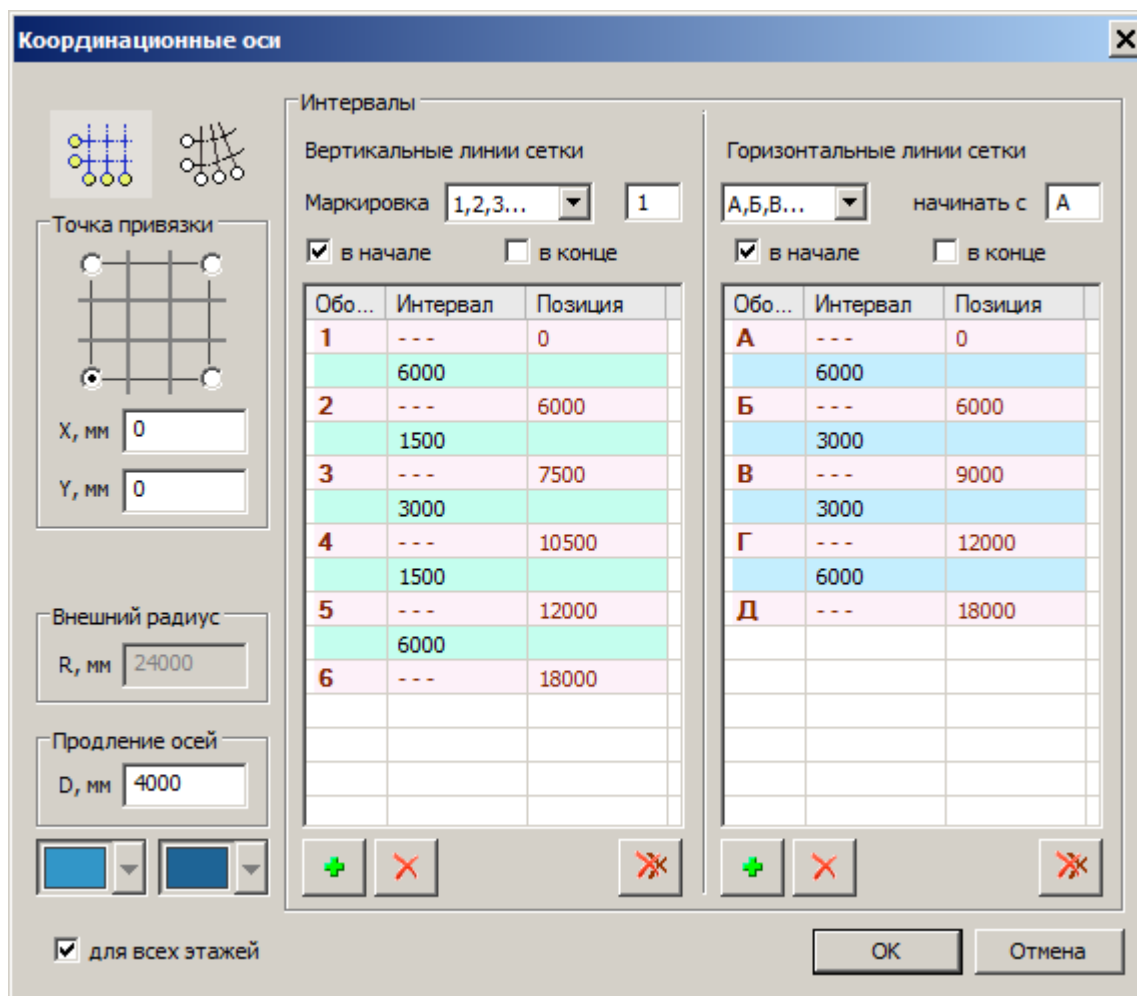 Координационные оси
Интервалы
Вертикальные линии сетки
Маркировка 1,2,3... 1
в начале в конце
Обо... Интервал Позиция
1 --- 0
6000
2 --- 6000
1500
3 --- 7500
3000
4 --- 10500
1500
5 --- 12000
6000
6 --- 18000
Горизонтальные линии сетки
А,Б,В... начинать с А
в начале в конце
Обо... Интервал Позиция
А --- 0
6000
Б --- 6000
3000
В --- 9000
3000
Г --- 12000
6000
Д --- 18000
Точка привязки
X, мм 0
Y, мм 0
Внешний радиус
R, мм 24000
Продление осей
D, мм 4000
для всех этажей
OK Отмена